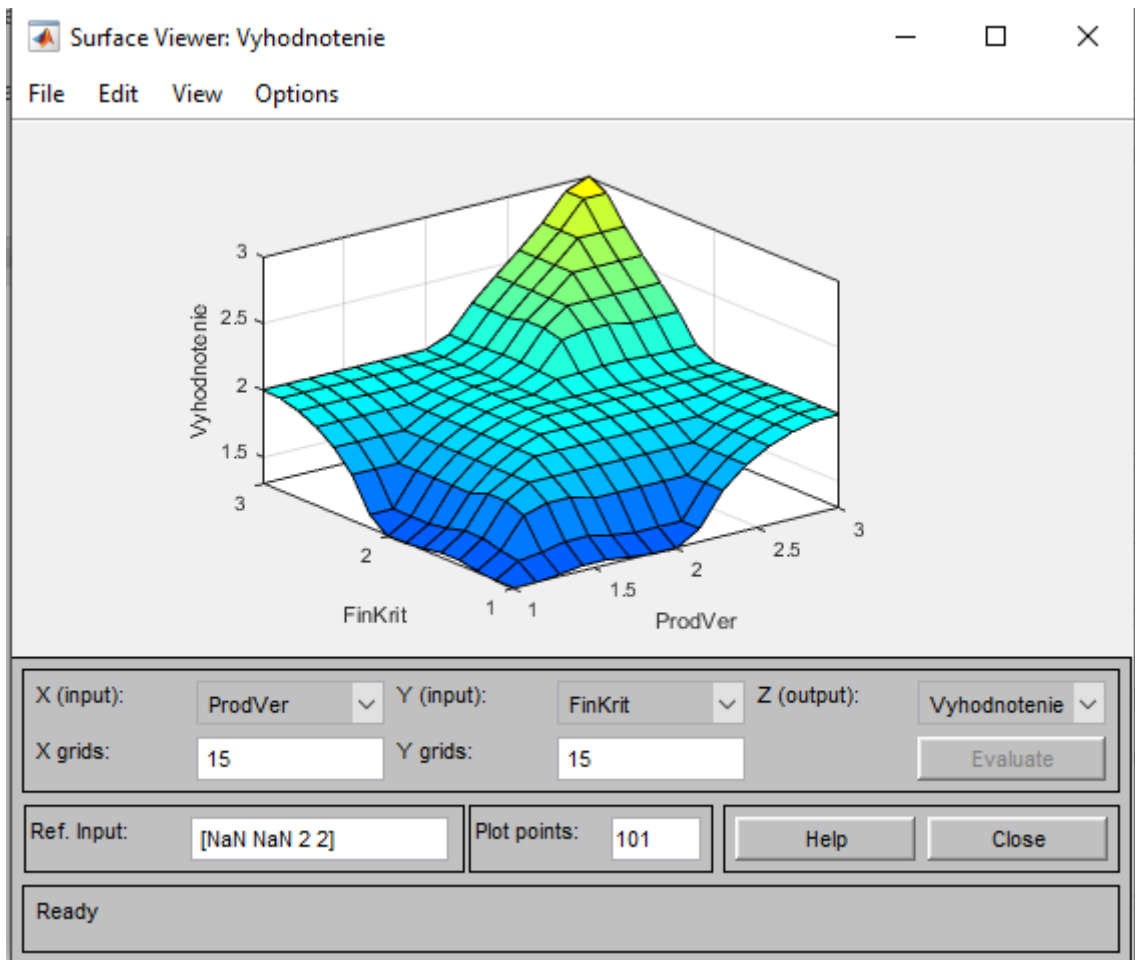 Surface Viewer: Vyhodnotenie
File Edit View Options
3
2.5
2
1.5
Vyhodnotenie
3
2
1
FinKrit
1
1.5
2
2.5
3
ProdVer
X (input): ProdVer Y (input): FinKrit Z (output): Vyhodnotenie
X grids: 15 Y grids: 15 Evaluate
Ref. Input: [NaN NaN 2 2] Plot points: 101 Help Close
Ready